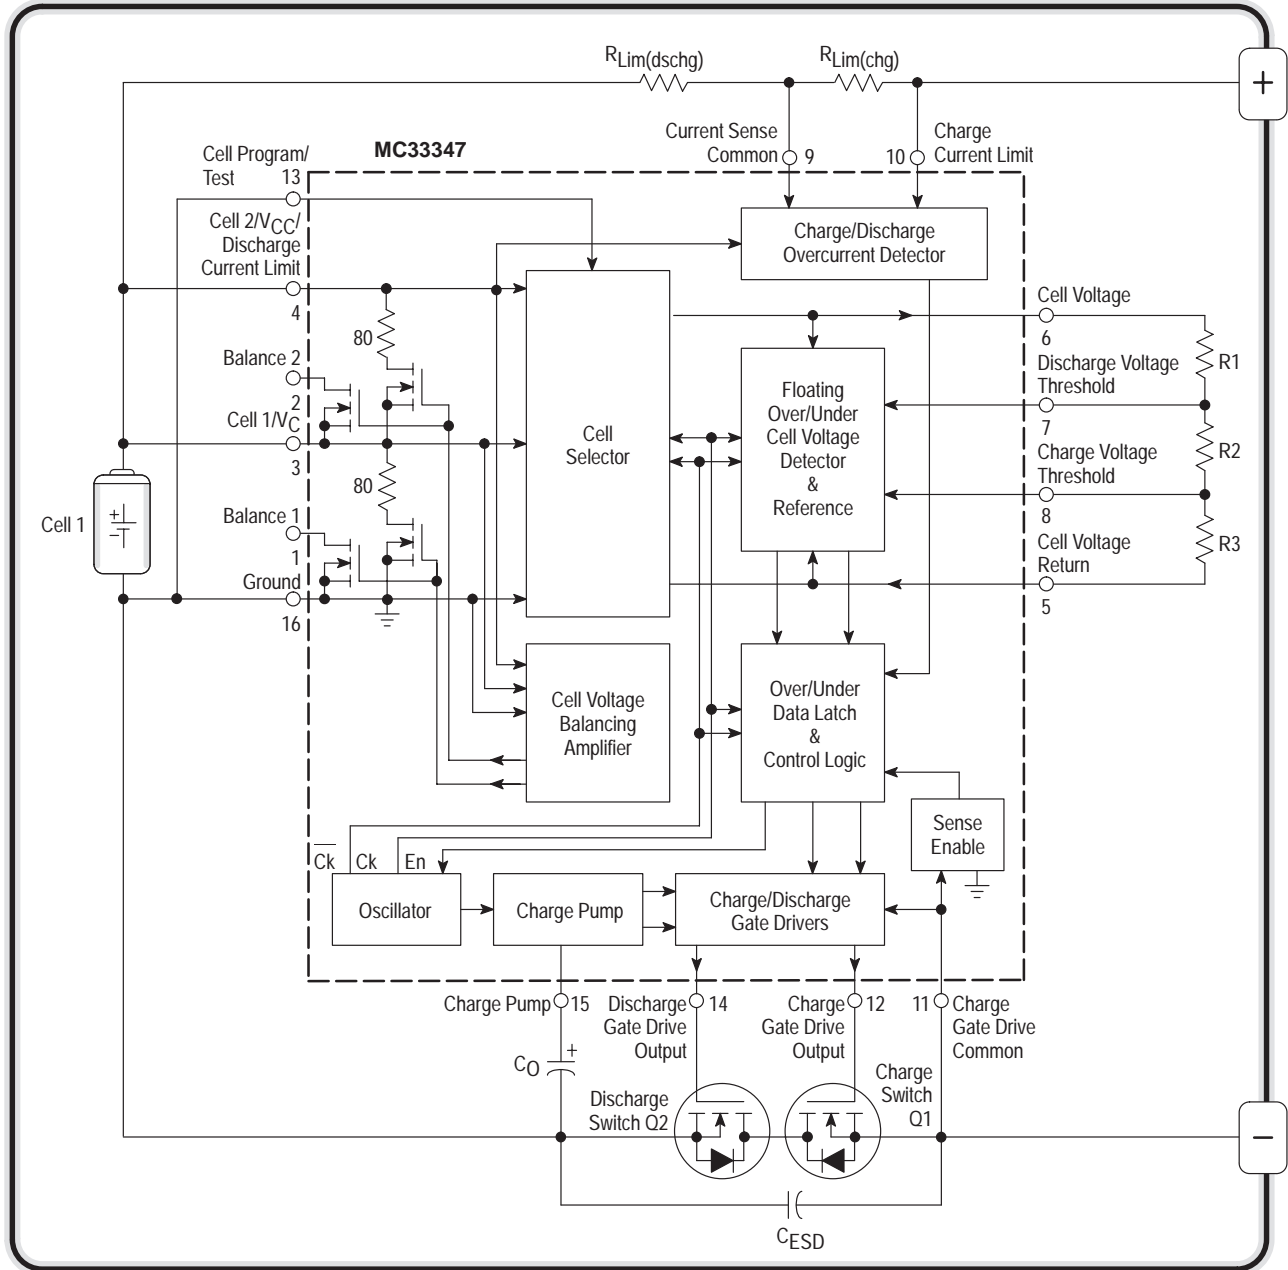 RLim(dschg)
RLim(chg)
+
Current Sense
Common
9
10
Charge
Current Limit
MC33347
Cell Program/
Test
13
Cell 2/VCC/
Discharge
Current Limit
4
Charge/Discharge
Overcurrent Detector
Cell Voltage
6
80
R1
Balance 2
2
Discharge Voltage
Threshold
7
Floating
Over/Under
Cell Voltage
Detector
&
Reference
Cell 1/VC
3
Cell
Selector
R2
Charge Voltage
Threshold
8
80
Cell 1
+
–
Balance 1
1
Cell Voltage
Return
5
R3
Ground
16
Cell Voltage
Balancing
Amplifier
Over/Under
Data Latch
&
Control Logic
Sense
Enable
Ck
Ck
En
Oscillator
Charge Pump
Charge/Discharge
Gate Drivers
Charge Pump
15
Discharge
Gate Drive
Output
14
Charge
Gate Drive
Output
12
11
Charge
Gate Drive
Common
CO
+
Discharge
Switch Q2
Charge
Switch
Q1
–
CESD